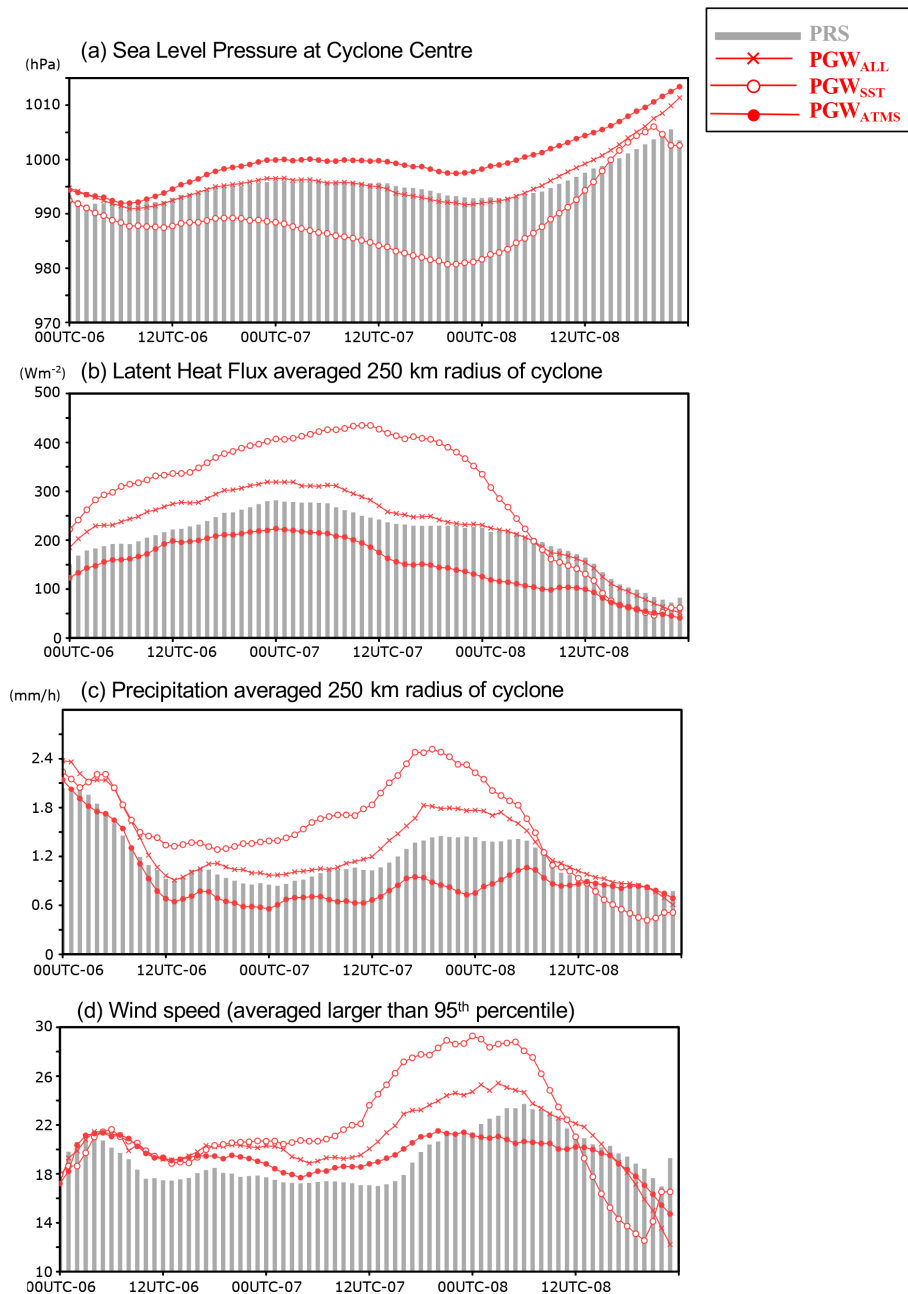 PRS
PGW_ALL
PGW_SST
PGW_ATMS
(a) Sea Level Pressure at Cyclone Centre
(hPa)
1010
1000
990
980
970
00UTC-06 12UTC-06 00UTC-07 12UTC-07 00UTC-08 12UTC-08
(b) Latent Heat Flux averaged 250 km radius of cyclone
(Wm⁻²)
500
400
300
200
100
0
00UTC-06 12UTC-06 00UTC-07 12UTC-07 00UTC-08 12UTC-08
(c) Precipitation averaged 250 km radius of cyclone
(mm/h)
2.4
1.8
1.2
0.6
0
00UTC-06 12UTC-06 00UTC-07 12UTC-07 00UTC-08 12UTC-08
(d) Wind speed (averaged larger than 95ᵗʰ percentile)
30
26
22
18
14
10
00UTC-06 12UTC-06 00UTC-07 12UTC-07 00UTC-08 12UTC-08